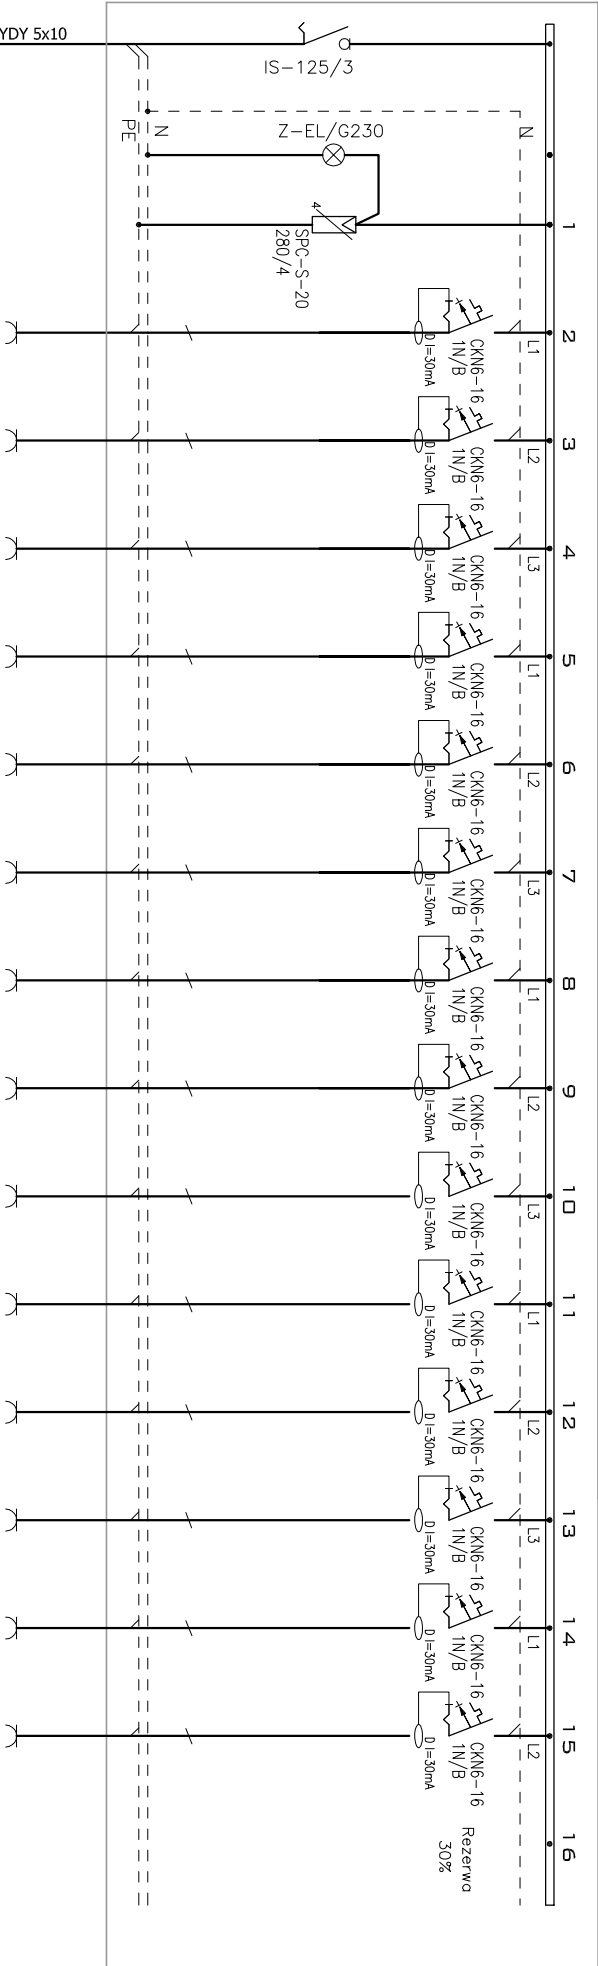 YDY 5x10
IS-125/3
PE
N
Z-EL/G230
N
4
SPC-S-20
280/4
1
L1
2
CKN6-16
1N/B
D I=30mA
L2
3
CKN6-16
1N/B
D I=30mA
L3
4
CKN6-16
1N/B
D I=30mA
L1
5
CKN6-16
1N/B
D I=30mA
L2
6
CKN6-16
1N/B
D I=30mA
L3
7
CKN6-16
1N/B
D I=30mA
L1
8
CKN6-16
1N/B
D I=30mA
L2
9
CKN6-16
1N/B
D I=30mA
L3
10
CKN6-16
1N/B
D I=30mA
L1
11
CKN6-16
1N/B
D I=30mA
L2
12
CKN6-16
1N/B
D I=30mA
L3
13
CKN6-16
1N/B
D I=30mA
L1
14
CKN6-16
1N/B
D I=30mA
L2
15
CKN6-16
1N/B
D I=30mA
16
Rezerwa
30%